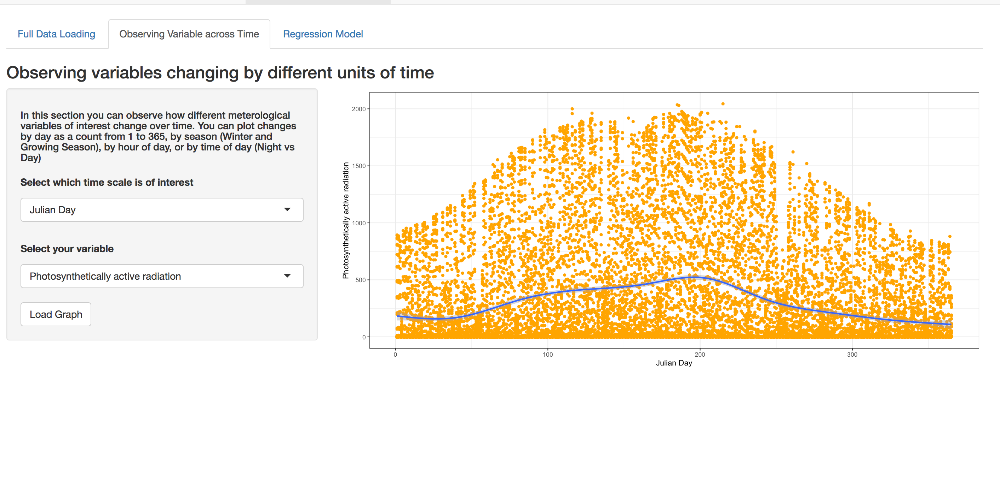 Full Data Loading
Observing Variable across Time
Regression Model
Observing variables changing by different units of time
In this section you can observe how different meterological
variables of interest change over time. You can plot changes
by day as a count from 1 to 365, by season (Winter and
Growing Season), by hour of day, or by time of day (Night vs
Day)
Select which time scale is of interest
Julian Day
Select your variable
Photosynthetically active radiation
Load Graph
Photosynthetically active radiation
2000
1500
1000
500
0
0
100
200
300
Julian Day